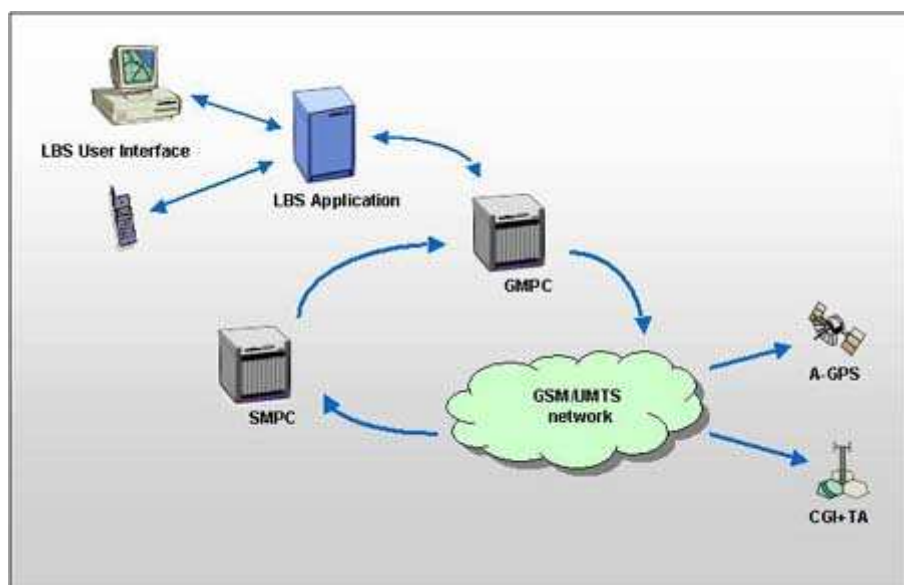 LBS User Interface
LBS Application
GMPC
SMPC
GSM/UMTS
network
A-GPS
CGI+TA